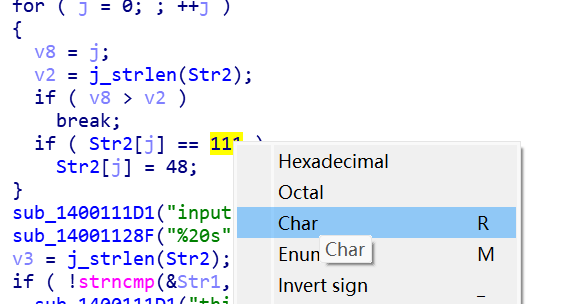 for ( j = 0; ; ++j )
{
v8 = j;
v2 = j_strlen(Str2);
if ( v8 > v2 )
break;
if ( Str2[j] == 111 )
Str2[j] = 48;
}
sub_1400111D1("input
sub_14001128F("%20s"
v3 = j_strlen(Str2);
if ( !strncmp(&Str1,
sub_1400111D1("thi
Hexadecimal
Octal
Char R
Enum M
Char
Invert sign _